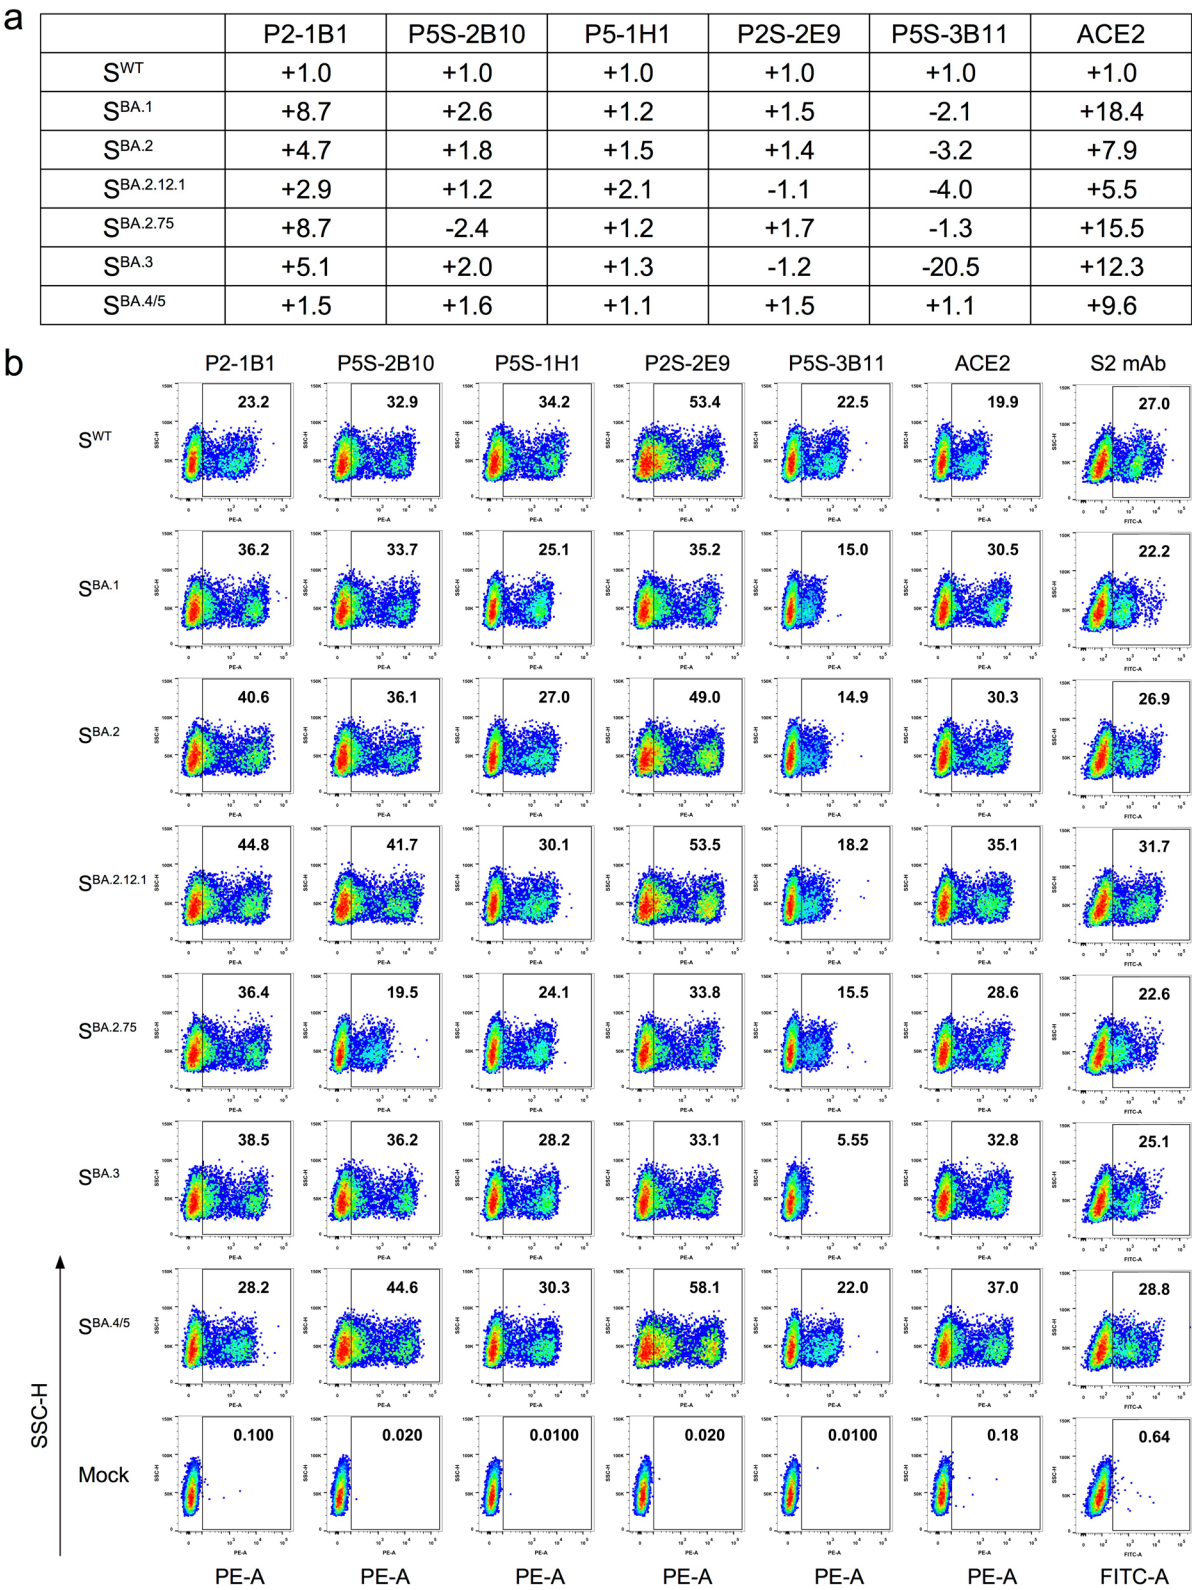 a
P2-1B1 P5S-2B10 P5-1H1 P2S-2E9 P5S-3B11 ACE2
SWT +1.0 +1.0 +1.0 +1.0 +1.0 +1.0
SBA.1 +8.7 +2.6 +1.2 +1.5 -2.1 +18.4
SBA.2 +4.7 +1.8 +1.5 +1.4 -3.2 +7.9
SBA.2.12.1 +2.9 +1.2 +2.1 -1.1 -4.0 +5.5
SBA.2.75 +8.7 -2.4 +1.2 +1.7 -1.3 +15.5
SBA.3 +5.1 +2.0 +1.3 -1.2 -20.5 +12.3
SBA.4/5 +1.5 +1.6 +1.1 +1.5 +1.1 +9.6
b
P2-1B1 P5S-2B10 P5S-1H1 P2S-2E9 P5S-3B11 ACE2 S2 mAb
SWT 23.2 32.9 34.2 53.4 22.5 19.9 27.0
SBA.1 36.2 33.7 25.1 35.2 15.0 30.5 22.2
SBA.2 40.6 36.1 27.0 49.0 14.9 30.3 26.9
SBA.2.12.1 44.8 41.7 30.1 53.5 18.2 35.1 31.7
SBA.2.75 36.4 19.5 24.1 33.8 15.5 28.6 22.6
SBA.3 38.5 36.2 28.2 33.1 5.55 32.8 25.1
SBA.4/5 28.2 44.6 30.3 58.1 22.0 37.0 28.8
Mock 0.100 0.020 0.0100 0.020 0.0100 0.18 0.64
SSC-H
PE-A PE-A PE-A PE-A PE-A PE-A FITC-A